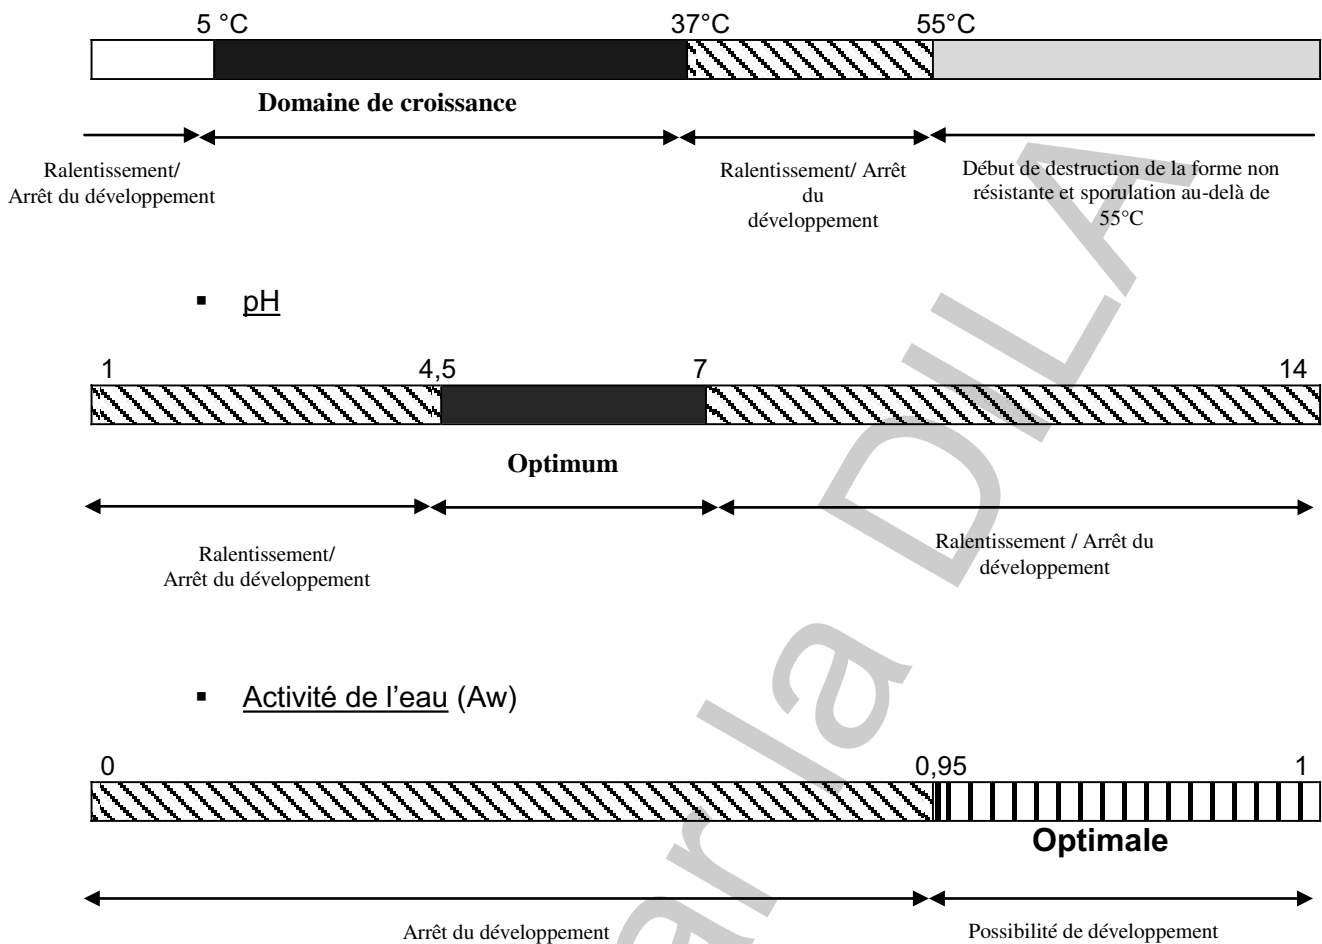 5 °C 37°C 55°C
Domaine de croissance
Ralentissement/
Arrêt du développement
Ralentissement/ Arrêt
du
développement
Début de destruction de la forme non
résistante et sporulation au-delà de
55°C
▪ pH
1 4,5 7 14
Optimum
Ralentissement/
Arrêt du développement
Ralentissement / Arrêt du
développement
▪ Activité de l’eau (Aw)
0 0,95 1
Optimale
Arrêt du développement
Possibilité de développement
ar la DILA